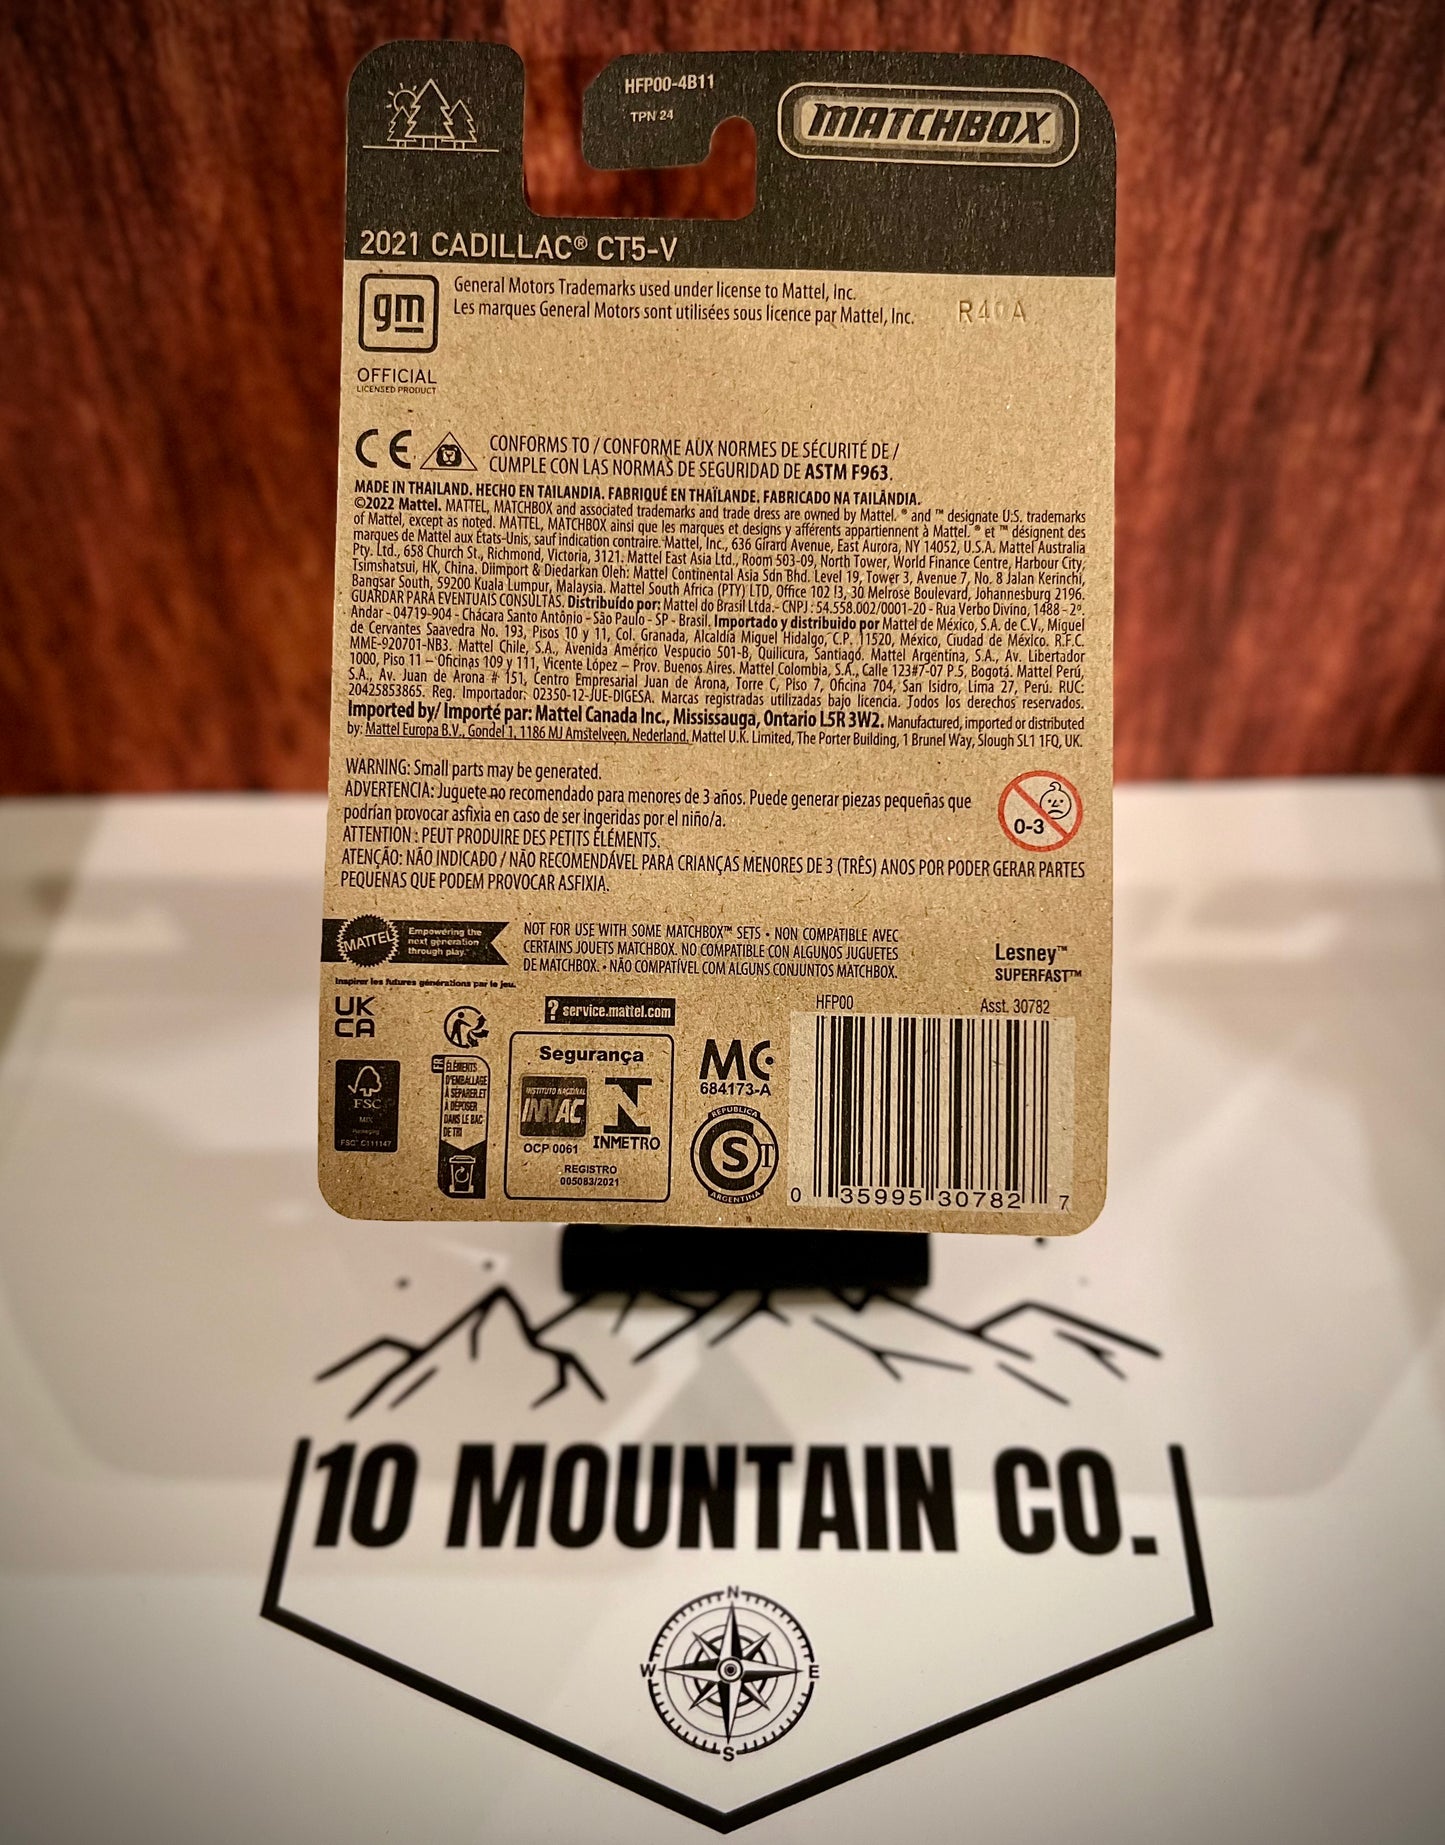 HFP00-4B11
TPN 24
MATCHBOX™
2021 CADILLAC® CT5-V
gm
General Motors Trademarks used under license to Mattel, Inc.
Les marques General Motors sont utilisées sous licence par Mattel, Inc.
OFFICIAL
LICENSED PRODUCT
CE
CONFORMS TO / CONFORME AUX NORMES DE SÉCURITÉ DE /
CUMPLE CON LAS NORMAS DE SEGURIDAD DE ASTM F963.
MADE IN THAILAND. HECHO EN TAILANDIA. FABRIQUÉ EN THAÏLANDE. FABRICADO NA TAILÂNDIA.
©2022 Mattel. MATTEL, MATCHBOX and associated trademarks and trade dress are owned by Mattel. ® and ™ designate U.S. trademarks
of Mattel, except as noted. MATTEL, MATCHBOX ainsi que les marques et designs y afférents appartiennent à Mattel. ® et ™ désignent des
marques de Mattel aux États-Unis, sauf indication contraire. Mattel, Inc., 636 Girard Avenue, East Aurora, NY 14052, U.S.A. Mattel Australia
Pty. Ltd., 658 Church St., Richmond, Victoria, 3121. Mattel East Asia Ltd., Room 503-09, North Tower, World Finance Centre, Harbour City,
Tsimshatsui, HK, China. Diimport & Diedarkan Oleh: Mattel Continental Asia Sdn Bhd. Level 19, Tower 3, Avenue 7, No. 8 Jalan Kerinchi,
Bangsar South, 59200 Kuala Lumpur, Malaysia. Mattel South Africa (PTY) LTD, Office 102 I3, 30 Melrose Boulevard, Johannesburg 2196.
GUARDAR PARA EVENTUAIS CONSULTAS. Distribuído por: Mattel do Brasil Ltda.- CNPJ : 54.558.002/0001-20 - Rua Verbo Divino, 1488 - 2º.
Andar - 04719-904 - Chácara Santo Antônio - São Paulo - SP - Brasil. Importado y distribuido por Mattel de México, S.A. de C.V., Miguel
de Cervantes Saavedra No. 193, Pisos 10 y 11, Col. Granada, Alcaldía Miguel Hidalgo, C.P. 11520, México, Ciudad de México. R.F.C.
MME-920701-NB3. Mattel Chile, S.A., Avenida Américo Vespucio 501-B, Quilicura, Santiago. Mattel Argentina, S.A., Av. Libertador
1000, Piso 11 – Oficinas 109 y 111, Vicente López – Prov. Buenos Aires. Mattel Colombia, S.A., Calle 123#7-07 P.5, Bogotá. Mattel Perú,
S.A., Av. Juan de Arona # 151, Centro Empresarial Juan de Arona, Torre C, Piso 7, Oficina 704, San Isidro, Lima 27, Perú. RUC:
20425853865. Reg. Importador: 02350-12-JUE-DIGESA. Marcas registradas utilizadas bajo licencia. Todos los derechos reservados.
Imported by/ Importé par: Mattel Canada Inc., Mississauga, Ontario L5R 3W2. Manufactured, imported or distributed
by: Mattel Europa B.V., Gondel 1, 1186 MJ Amstelveen, Nederland. Mattel U.K. Limited, The Porter Building, 1 Brunel Way, Slough SL1 1FQ, UK.
WARNING: Small parts may be generated.
ADVERTENCIA: Juguete no recomendado para menores de 3 años. Puede generar piezas pequeñas que
podrían provocar asfixia en caso de ser ingeridas por el niño/a.
ATTENTION : PEUT PRODUIRE DES PETITS ÉLÉMENTS.
ATENÇÃO: NÃO INDICADO / NÃO RECOMENDÁVEL PARA CRIANÇAS MENORES DE 3 (TRÊS) ANOS POR PODER GERAR PARTES
PEQUENAS QUE PODEM PROVOCAR ASFIXIA.
0-3
MATTEL
Empowering the
next generation
through play.™
Inspirer les futures générations par le jeu.
NOT FOR USE WITH SOME MATCHBOX™ SETS • NON COMPATIBLE AVEC
CERTAINS JOUETS MATCHBOX. NO COMPATIBLE CON ALGUNOS JUGUETES
DE MATCHBOX. • NÃO COMPATÍVEL COM ALGUNS CONJUNTOS MATCHBOX.
Lesney™
SUPERFAST™
UK
CA
? service.mattel.com
HFP00
Asst. 30782
FR
ÉLÉMENTS
D'EMBALLAGE
À SÉPARER ET
À DÉPOSER
DANS LE BAC
DE TRI
FSC
MIX
Packaging
FSC™ C111147
Segurança
INSTITUTO NACIONAL
INNAC
OCP 0061
INMETRO
REGISTRO
005083/2021
MC
684173-A
REPUBLICA
S
T
ARGENTINA
0 35995 30782 7
10 MOUNTAIN CO.
N
W
E
S